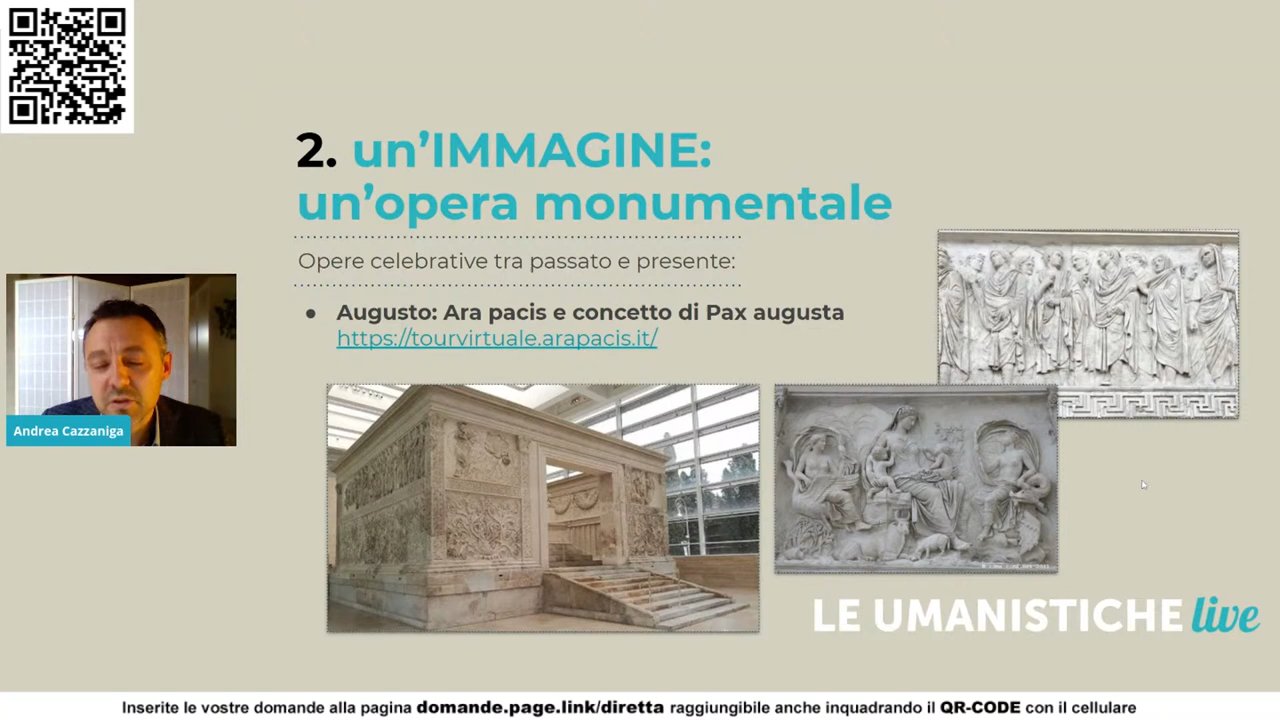 2. un'IMMAGINE:
un'opera monumentale
Opere celebrative tra passato e presente:
● Augusto: Ara pacis e concetto di Pax augusta
https://tourvirtuale.arapacis.it/
Andrea Cazzaniga
LE UMANISTICHE live
Inserite le vostre domande alla pagina domande.page.link/diretta raggiungibile anche inquadrando il QR-CODE con il cellulare